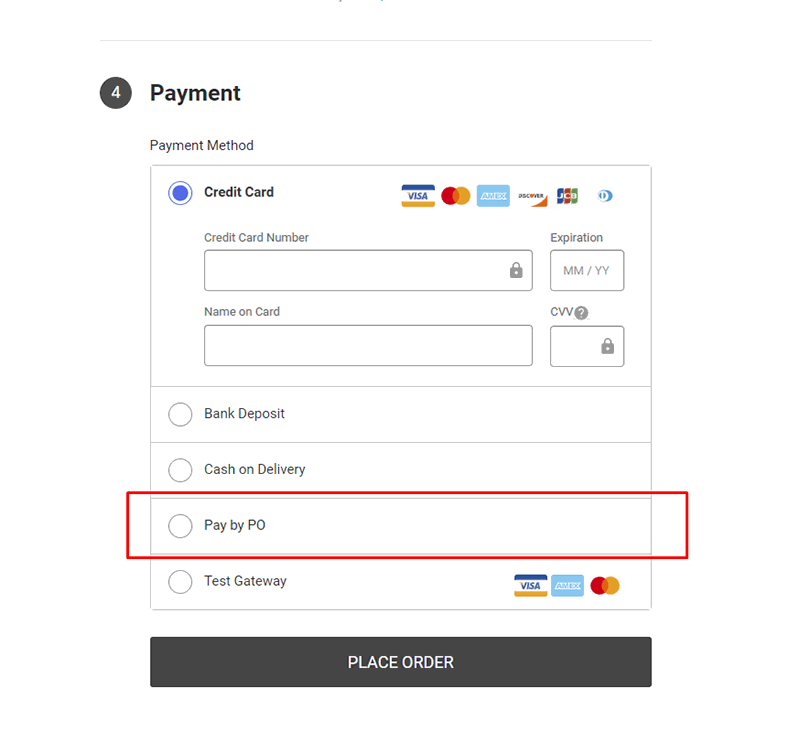 4 Payment
Payment Method
Credit Card VISA AMEX DISCOVER JCB
Credit Card Number Expiration
MM / YY
Name on Card CVV ?
Bank Deposit
Cash on Delivery
Pay by PO
Test Gateway VISA AMEX
PLACE ORDER